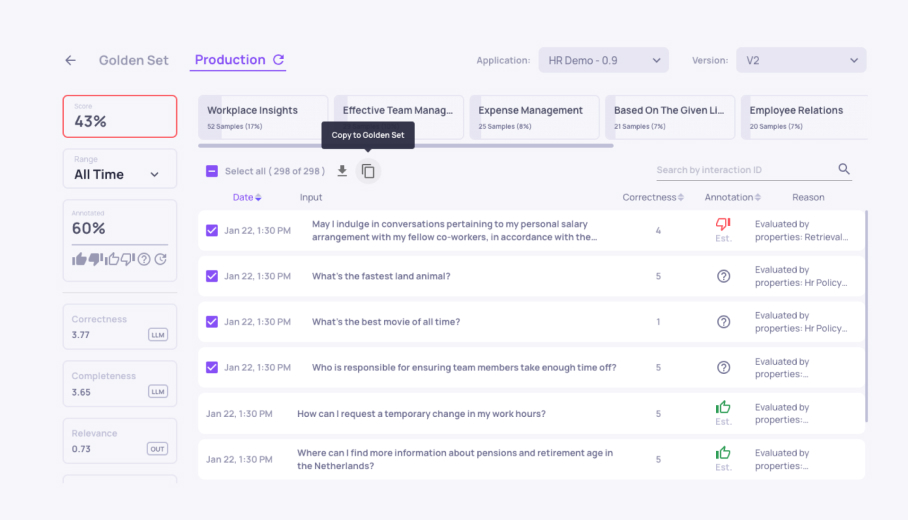 Golden Set
Production
Application:
HR Demo - 0.9
Version:
V2
Score
43%
Workplace Insights
52 Samples (17%)
Effective Team Manag...
Expense Management
25 Samples (8%)
Based On The Given Li...
21 Samples (7%)
Employee Relations
20 Samples (7%)
Copy to Golden Set
Range
All Time
Select all ( 298 of 298 )
Search by interaction ID
Date
Input
Correctness
Annotation
Reason
Annotated
60%
Jan 22, 1:30 PM
May I indulge in conversations pertaining to my personal salary
arrangement with my fellow co-workers, in accordance with the...
4
Est.
Evaluated by
properties: Retrieval...
Jan 22, 1:30 PM
What's the fastest land animal?
5
Evaluated by
properties: Hr Policy...
Correctness
3.77
LLM
Jan 22, 1:30 PM
What's the best movie of all time?
1
Evaluated by
properties: Hr Policy...
Completeness
3.65
LLM
Jan 22, 1:30 PM
Who is responsible for ensuring team members take enough time off?
5
Evaluated by
properties:...
Relevance
0.73
OUT
Jan 22, 1:30 PM
How can I request a temporary change in my work hours?
5
Est.
Evaluated by
properties:...
Jan 22, 1:30 PM
Where can I find more information about pensions and retirement age in
the Netherlands?
5
Est.
Evaluated by
properties:...